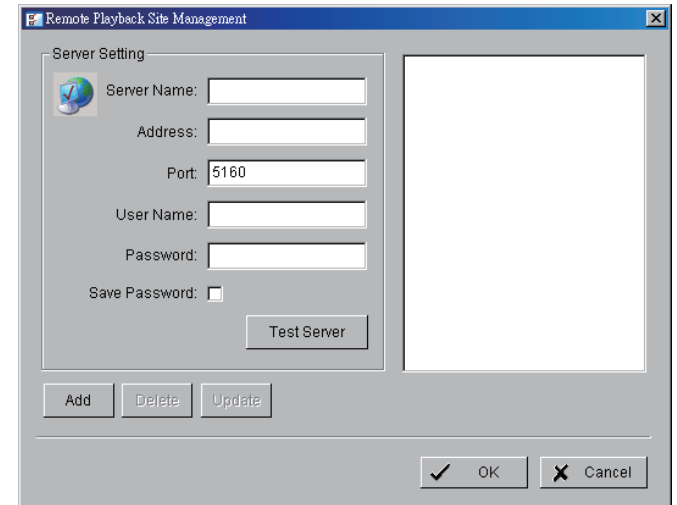 Remote Playback Site Management
Server Setting
Server Name:
Address:
Port: 5160
User Name:
Password:
Save Password:
Test Server
Add Delete Update
OK Cancel